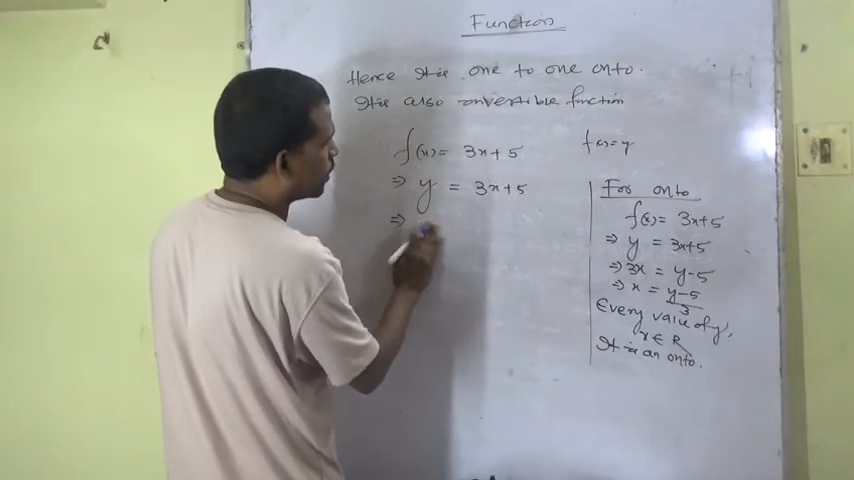 Function
Hence It is one to one onto.
It is also invertible function
f(x) = 3x+5
f(x)=y
⇒ y = 3x+5
⇒
For onto
f(x) = 3x+5
⇒ y = 3x+5
⇒ 3x = y-5
⇒ x = y-5/3
Every value of y,
x ∈ R
It is an onto.